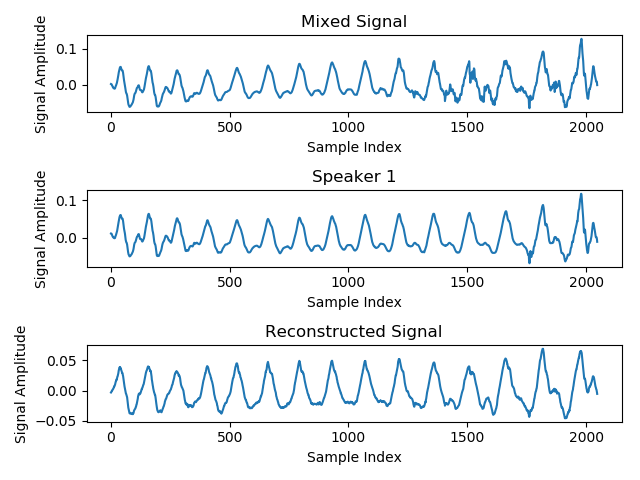 Mixed Signal
Signal Amplitude
0.1
0.0
0 500 1000 1500 2000
Sample Index
Speaker 1
Signal Amplitude
0.1
0.0
0 500 1000 1500 2000
Sample Index
Reconstructed Signal
Signal Amplitude
0.05
0.00
−0.05
0 500 1000 1500 2000
Sample Index